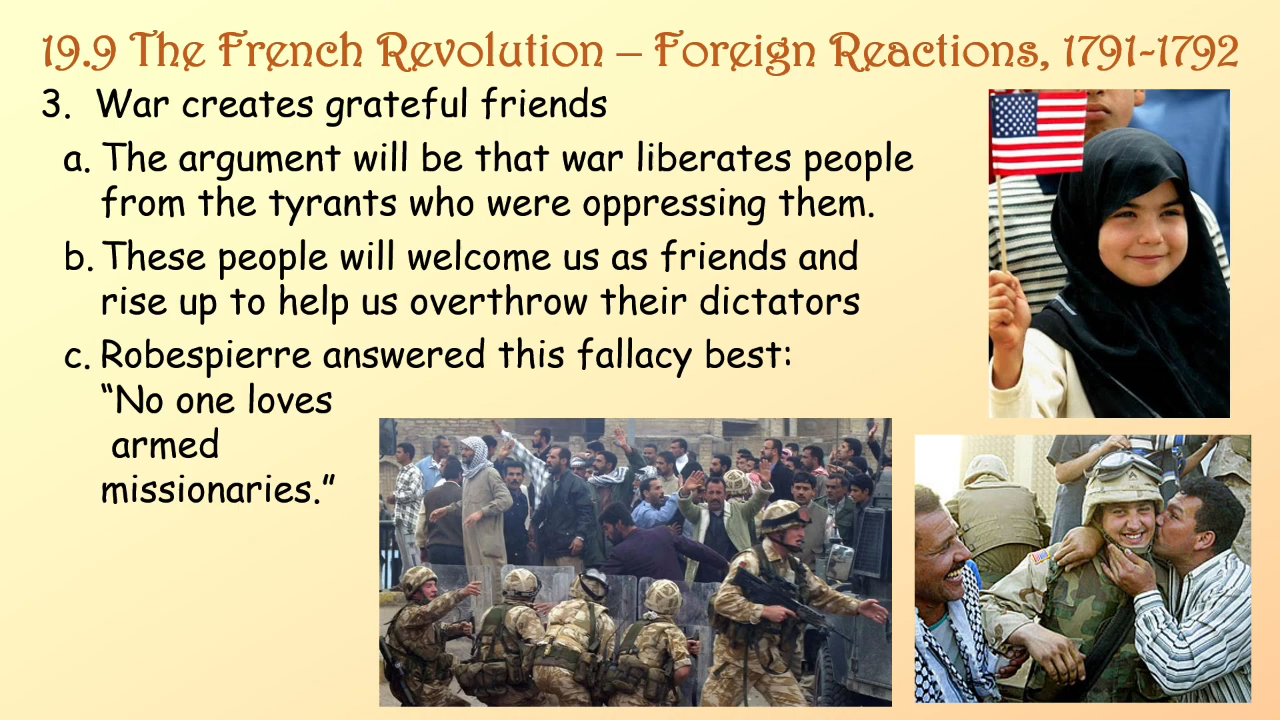 19.9 The French Revolution – Foreign Reactions, 1791-1792
3. War creates grateful friends
a. The argument will be that war liberates people
from the tyrants who were oppressing them.
b. These people will welcome us as friends and
rise up to help us overthrow their dictators
c. Robespierre answered this fallacy best:
“No one loves
armed
missionaries.”